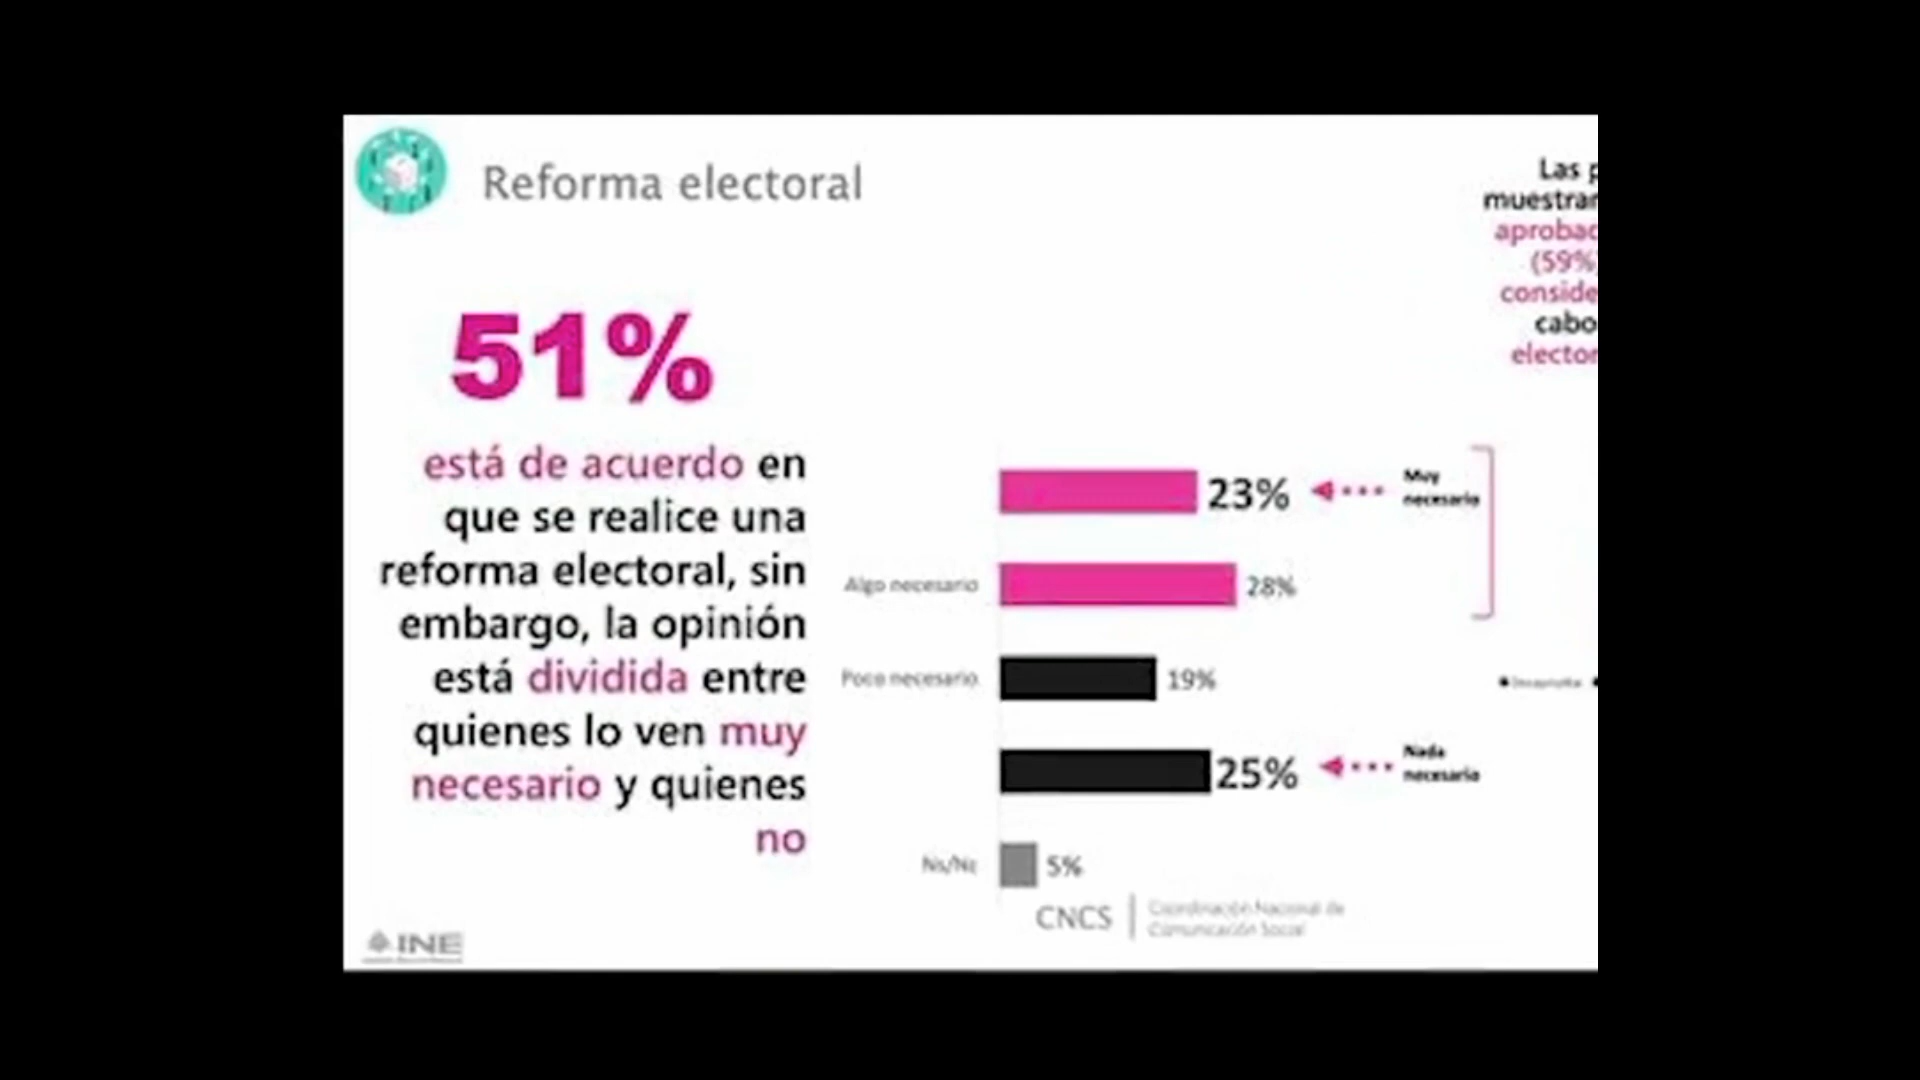 Reforma electoral
51%
está de acuerdo en
que se realice una
reforma electoral, sin
embargo, la opinión
está dividida entre
quienes lo ven muy
necesario y quienes
no
23%
Muy
necesario
Algo necesario
28%
Poco necesario
19%
25%
Nada
necesario
Ns/Nc
5%
Las
muestran
aprobac
(59%)
conside
cabo
elector
CNCS
Coordinación Nacional de
Comunicación Social
INE